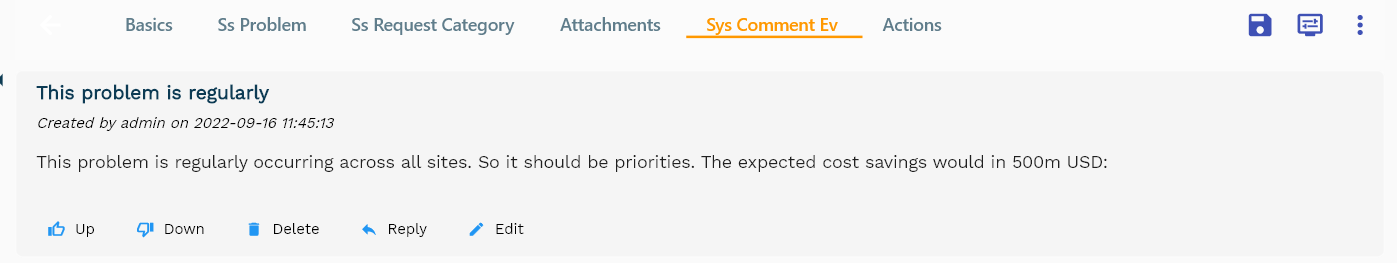 Basics Ss Problem Ss Request Category Attachments Sys Comment Ev Actions
This problem is regularly
Created by admin on 2022-09-16 11:45:13
This problem is regularly occurring across all sites. So it should be priorities. The expected cost savings would in 500m USD:
Up Down Delete Reply Edit